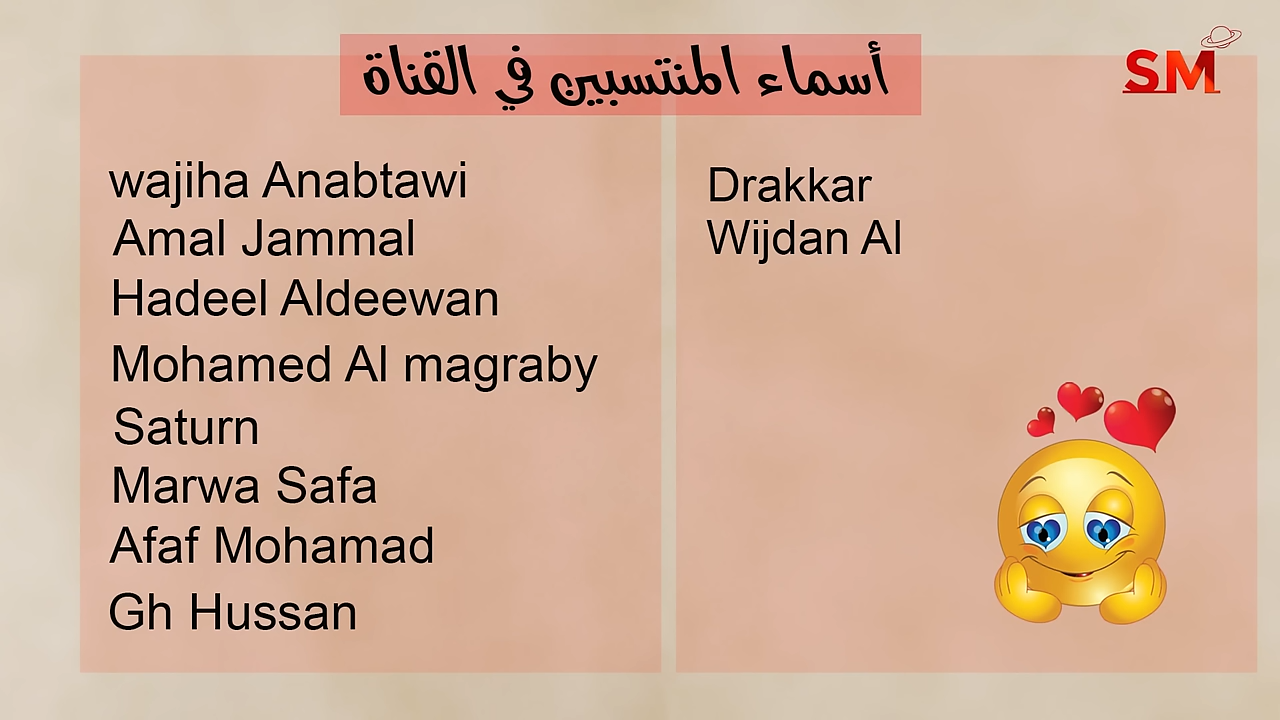 أسماء المنتسبين في القناة
SM
wajiha Anabtawi
Amal Jammal
Hadeel Aldeewan
Mohamed Al magraby
Saturn
Marwa Safa
Afaf Mohamad
Gh Hussan
Drakkar
Wijdan Al